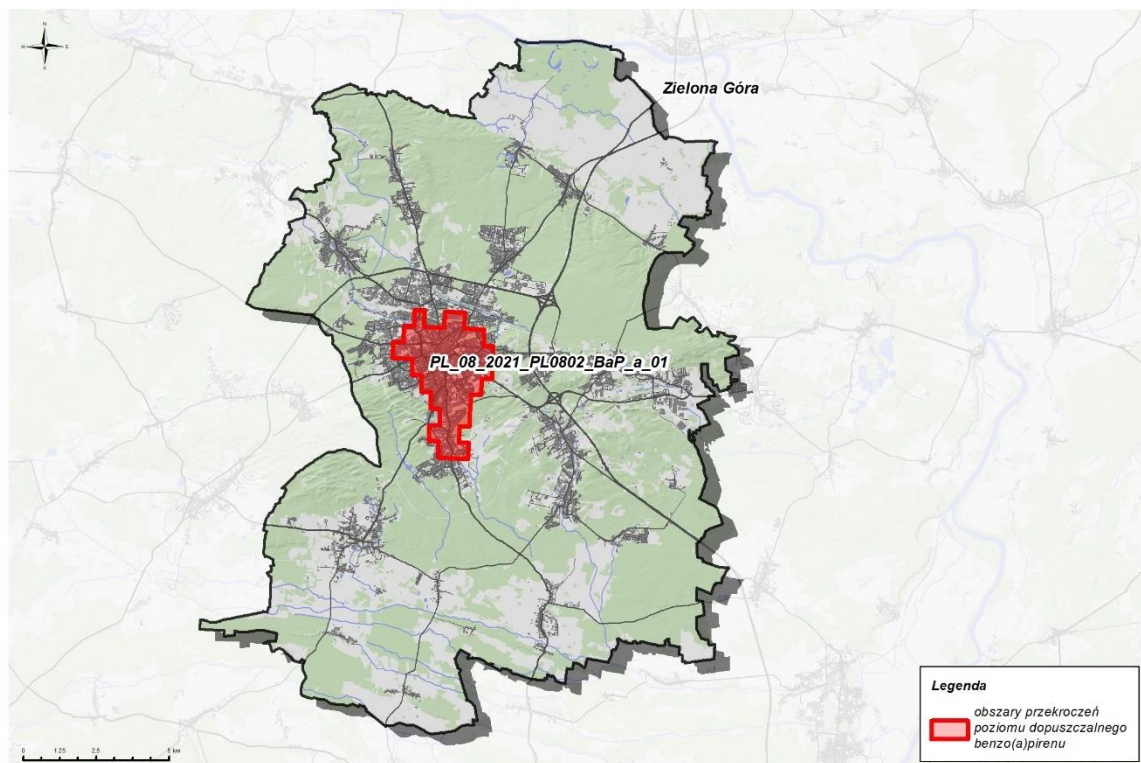 N
W E
S
Zielona Góra
PL_08_2021_PL0802_BaP_a_01
Legenda
obszary przekroczeń
poziomu dopuszczalnego
benzo(a)pirenu
0 1.25 2.5 5 km